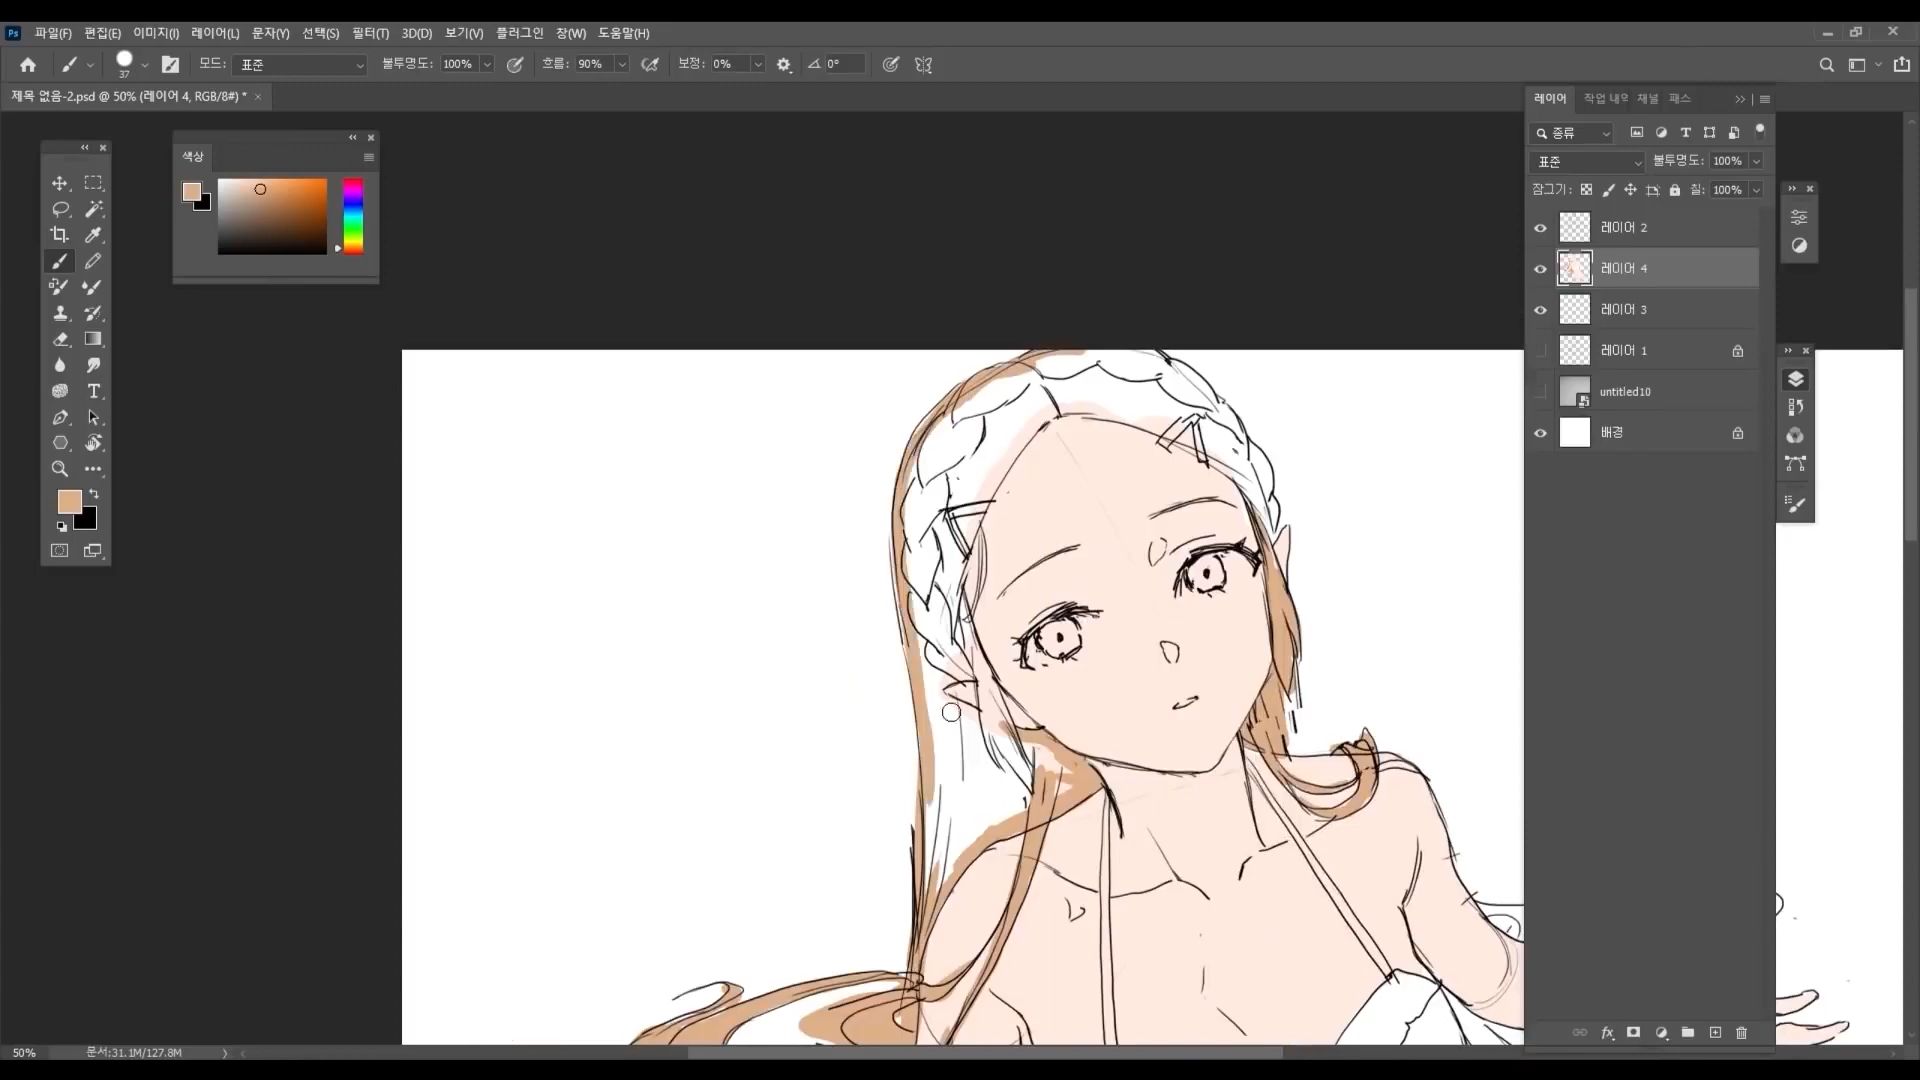 Ps 파일(F) 편집(E) 이미지(I) 레이어(L) 문자(Y) 선택(S) 필터(T) 3D(D) 보기(V) 플러그인 창(W) 도움말(H)
37 모드: 표준 불투명도: 100% 흐름: 90% 보정: 0% 0°
제목 없음-2.psd @ 50% (레이어 4, RGB/8#) * ×
색상
레이어 작업 내역 채널 패스
종류
표준 불투명도: 100%
잠그기: 칠: 100%
레이어 2
레이어 4
레이어 3
레이어 1
untitled10
배경
fx
50% 문서:31.1M/127.8M